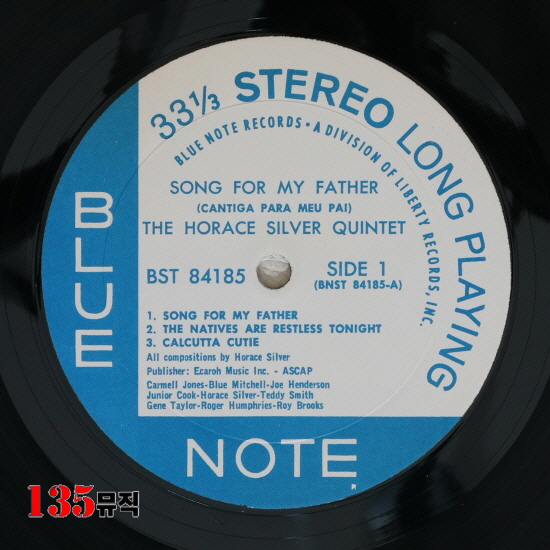 33⅓ STEREO LONG PLAYING
BLUE NOTE RECORDS • A DIVISION OF LIBERTY RECORDS, INC.
SONG FOR MY FATHER
(CANTIGA PARA MEU PAI)
THE HORACE SILVER QUINTET
BST 84185
SIDE 1
(BNST 84185-A)
1. SONG FOR MY FATHER
2. THE NATIVES ARE RESTLESS TONIGHT
3. CALCUTTA CUTIE
All compositions by Horace Silver
Publisher: Ecaroh Music Inc. - ASCAP
Carmell Jones-Blue Mitchell-Joe Henderson
Junior Cook-Horace Silver-Teddy Smith
Gene Taylor-Roger Humphries-Roy Brooks
BLUE
NOTE
135뮤직